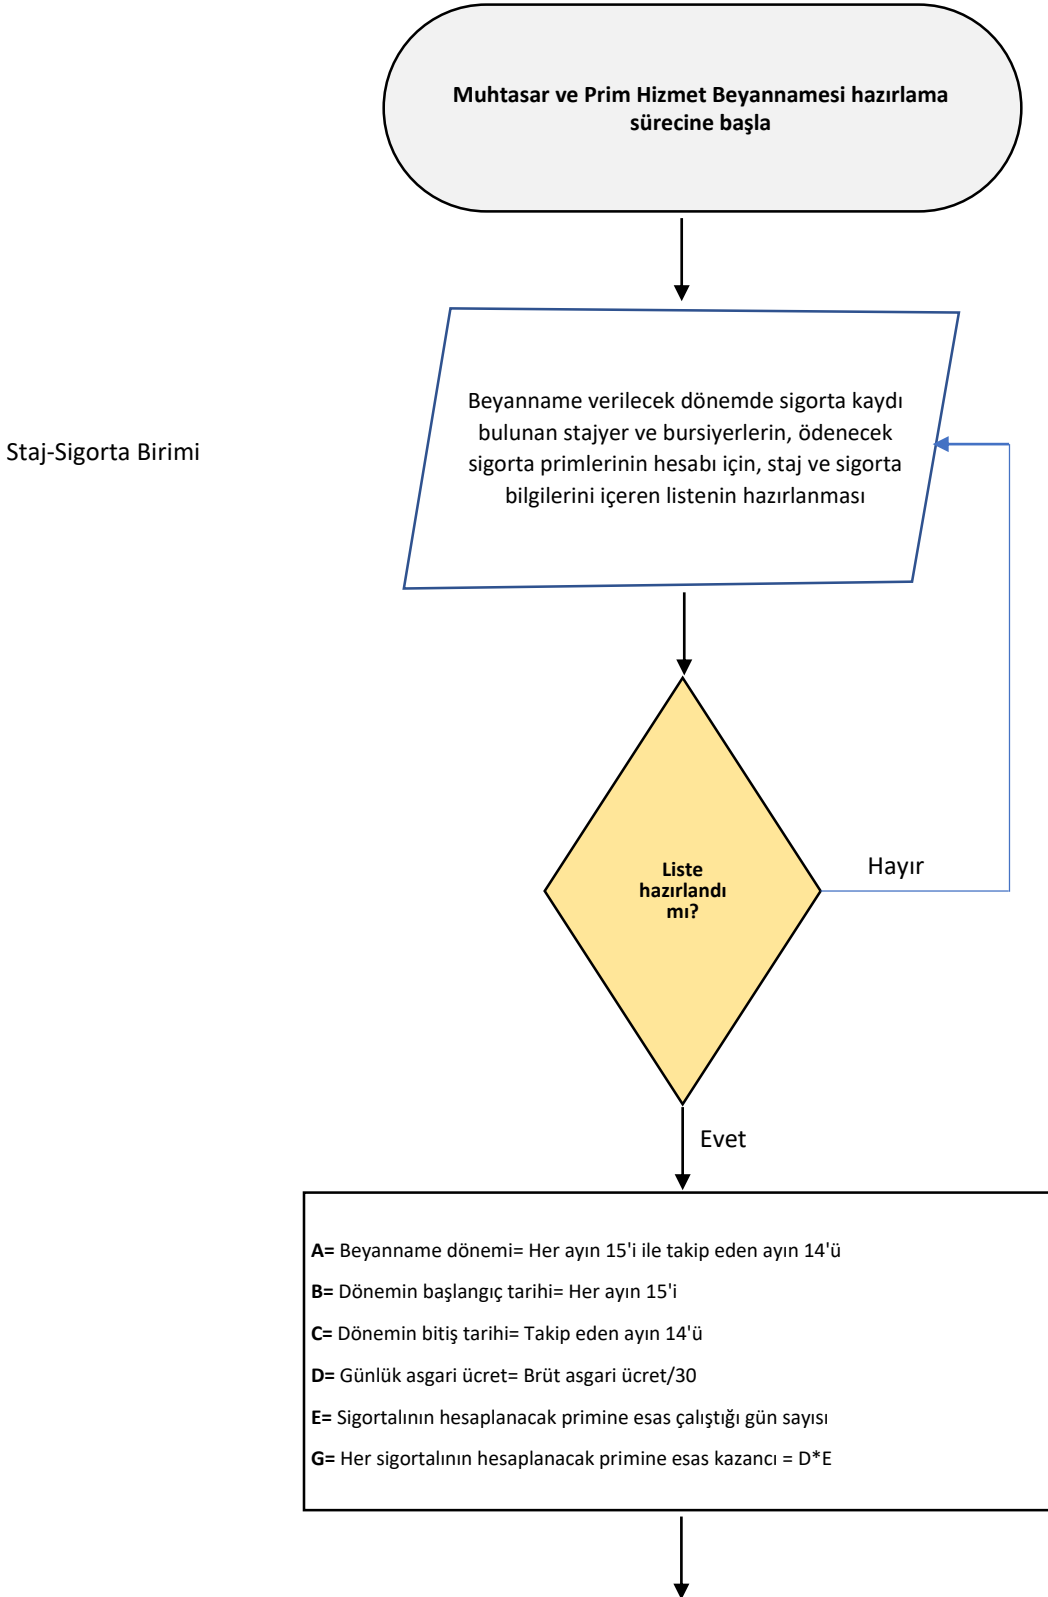 Muhtasar ve Prim Hizmet Beyannamesi hazırlama
sürecine başla
Beyanname verilecek dönemde sigorta kaydı
bulunan stajyer ve bursiyerlerin, ödenecek
sigorta primlerinin hesabı için, staj ve sigorta
bilgilerini içeren listenin hazırlanması
Staj-Sigorta Birimi
Liste
hazırlandı
mı?
Hayır
Evet
A= Beyanname dönemi= Her ayın 15'i ile takip eden ayın 14'ü
B= Dönemin başlangıç tarihi= Her ayın 15'i
C= Dönemin bitiş tarihi= Takip eden ayın 14'ü
D= Günlük asgari ücret= Brüt asgari ücret/30
E= Sigortalının hesaplanacak primine esas çalıştığı gün sayısı
G= Her sigortalının hesaplanacak primine esas kazancı = D*E